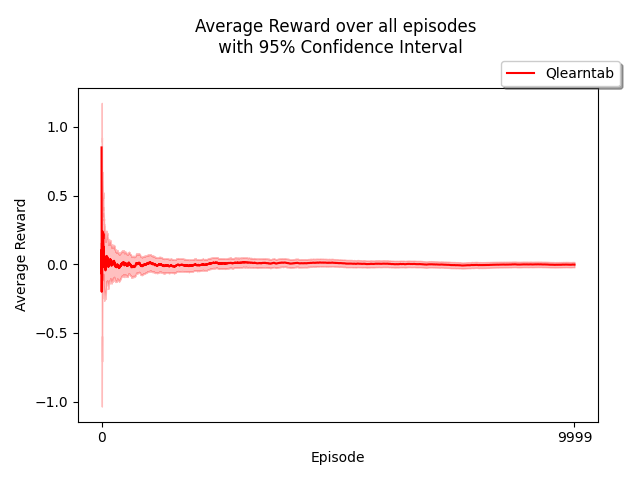 Average Reward over all episodes
with 95% Confidence Interval
Qlearntab
1.0
0.5
0.0
−0.5
−1.0
Average Reward
0
9999
Episode